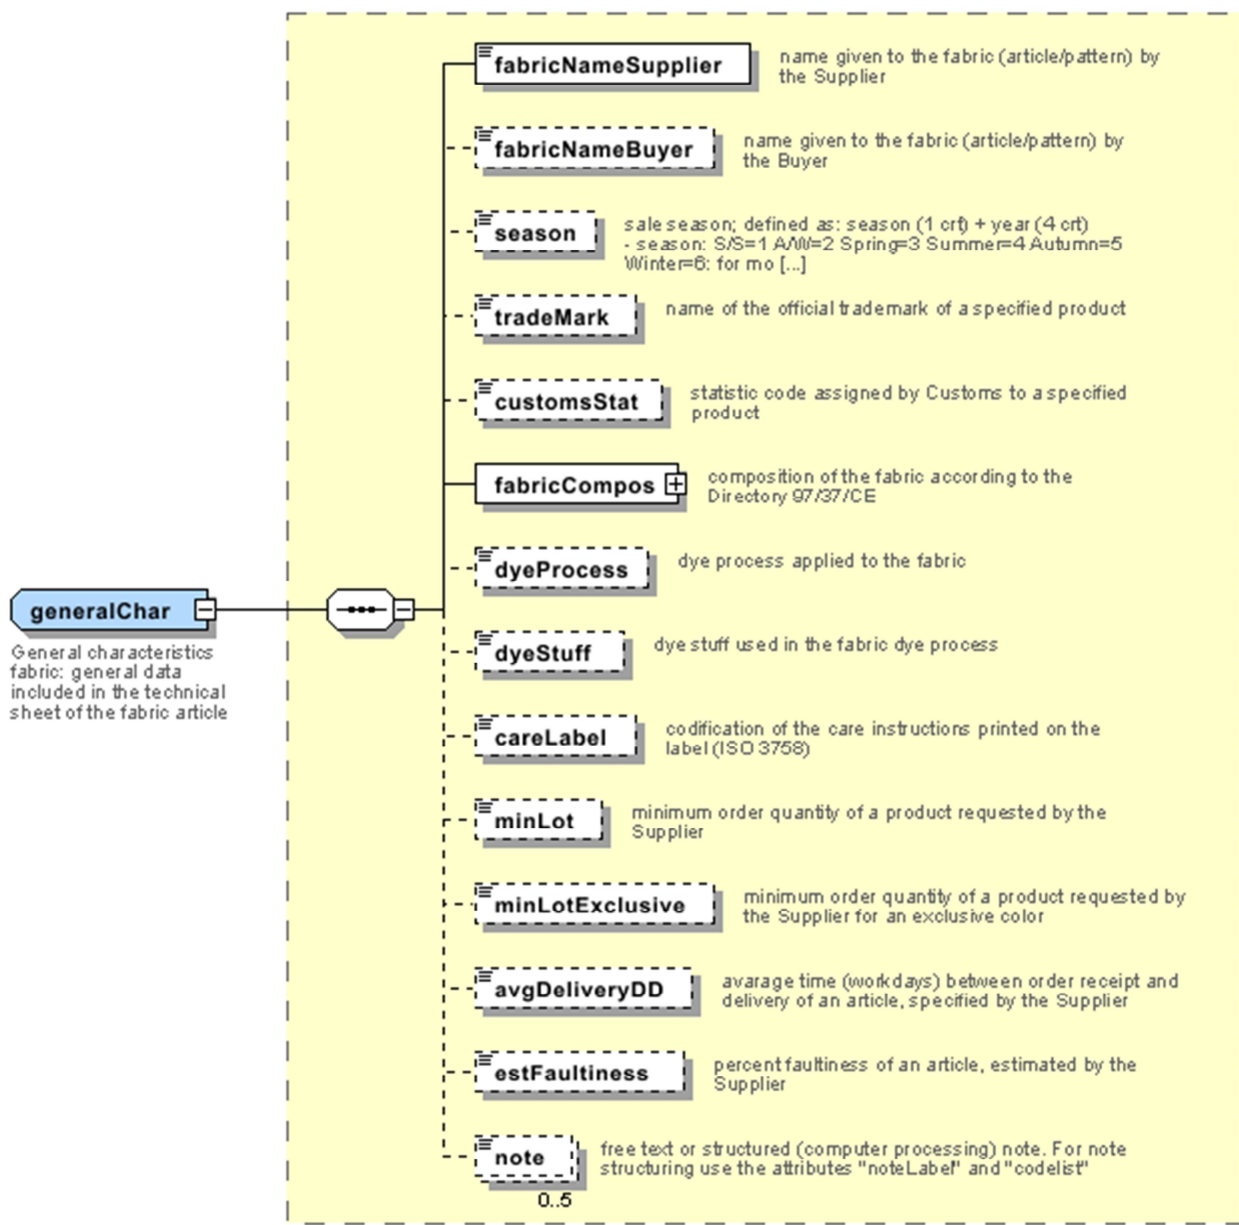 fabricNameSupplier
name given to the fabric (article/pattern) by
the Supplier
fabricNameBuyer
name given to the fabric (article/pattern) by
the Buyer
season
sale season; defined as: season (1 crt) + year (4 crt)
- season: S/S=1 A/W=2 Spring=3 Summer=4 Autumn=5
Winter=6: for mo [...]
tradeMark
name of the official trademark of a specified product
customsStat
statistic code assigned by Customs to a specified
product
fabricCompos
composition of the fabric according to the
Directory 97/37/CE
dyeProcess
dye process applied to the fabric
generalChar
General characteristics
fabric: general data
included in the technical
sheet of the fabric article
dyeStuff
dye stuff used in the fabric dye process
careLabel
codification of the care instructions printed on the
label (ISO 3758)
minLot
minimum order quantity of a product requested by the
Supplier
minLotExclusive
minimum order quantity of a product requested by
the Supplier for an exclusive color
avgDeliveryDD
avarage time (workdays) between order receipt and
delivery of an article, specified by the Supplier
estFaultiness
percent faultiness of an article, estimated by the
Supplier
note
free text or structured (computer processing) note. For note
structuring use the attributes "noteLabel" and "codelist"
0..5